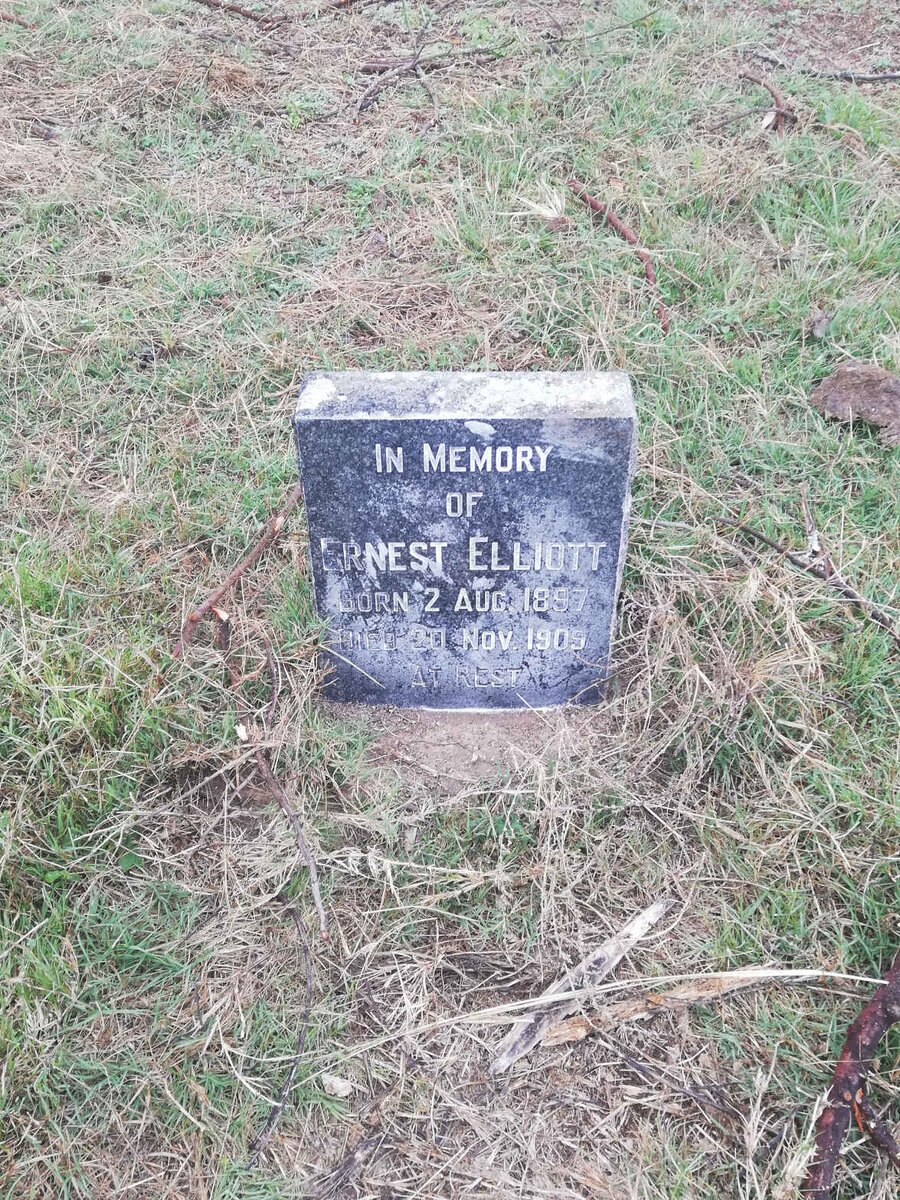 IN MEMORY
OF
ERNEST ELLIOTT
BORN 2 AUG. 1897
DIED 20 NOV. 1909
AT REST